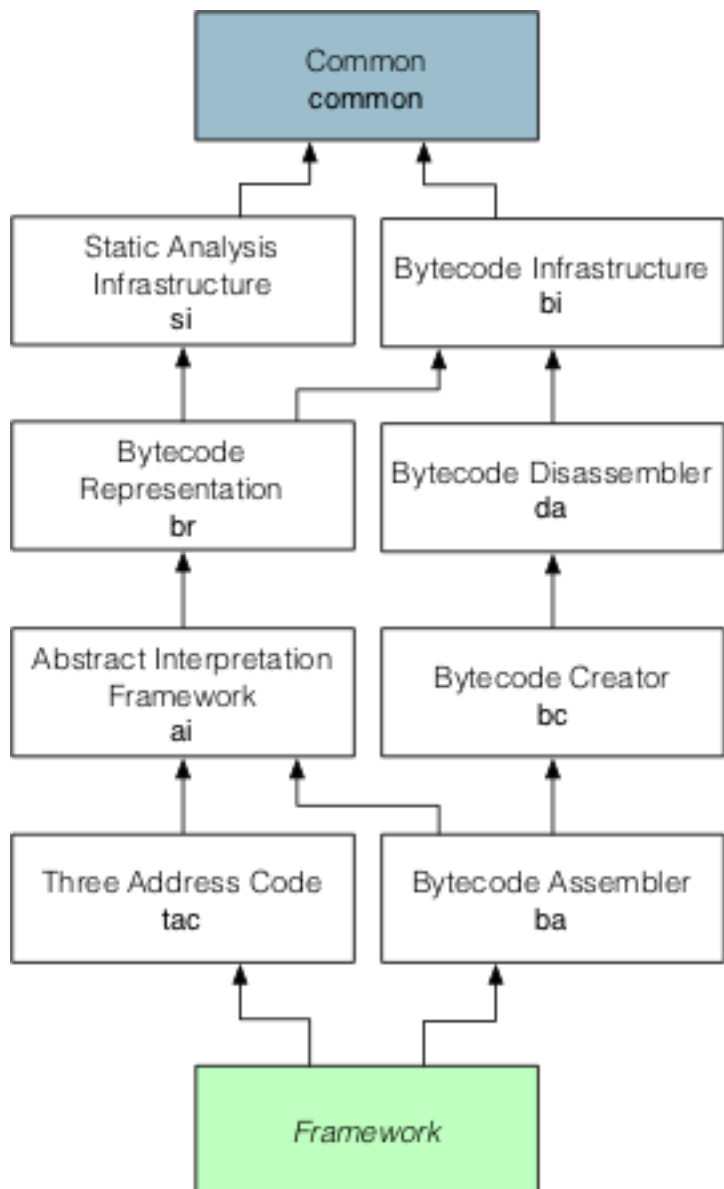 Common
common
Static Analysis
Infrastructure
si
Bytecode Infrastructure
bi
Bytecode
Representation
br
Bytecode Disassembler
da
Abstract Interpretation
Framework
ai
Bytecode Creator
bc
Three Address Code
tac
Bytecode Assembler
ba
Framework